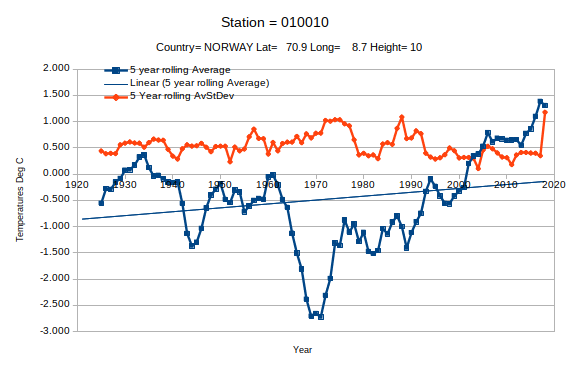 Station = 010010
Country= NORWAY Lat= 70.9 Long= 8.7 Height= 10
5 year rolling Average
Linear (5 year rolling Average)
5 Year rolling AvStDev
Temperatures Deg C
2.000
1.500
1.000
0.500
0.000
-0.500
-1.000
-1.500
-2.000
-2.500
-3.000
1920 1930 1940 1950 1960 1970 1980 1990 2000 2010 2020
Year